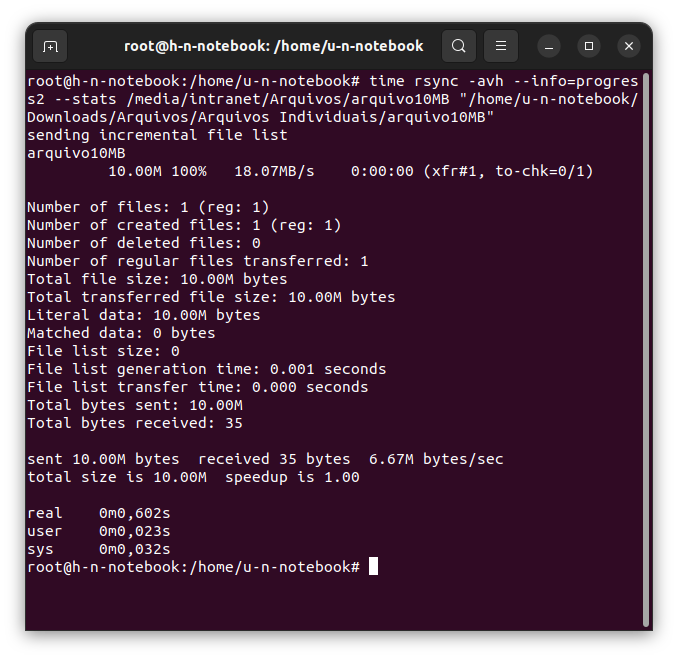 root@h-n-notebook: /home/u-n-notebook
root@h-n-notebook:/home/u-n-notebook# time rsync -avh --info=progres
s2 --stats /media/intranet/Arquivos/arquivo10MB "/home/u-n-notebook/
Downloads/Arquivos/Arquivos Individuais/arquivo10MB"
sending incremental file list
arquivo10MB
         10.00M 100%   18.07MB/s    0:00:00 (xfr#1, to-chk=0/1)

Number of files: 1 (reg: 1)
Number of created files: 1 (reg: 1)
Number of deleted files: 0
Number of regular files transferred: 1
Total file size: 10.00M bytes
Total transferred file size: 10.00M bytes
Literal data: 10.00M bytes
Matched data: 0 bytes
File list size: 0
File list generation time: 0.001 seconds
File list transfer time: 0.000 seconds
Total bytes sent: 10.00M
Total bytes received: 35

sent 10.00M bytes  received 35 bytes  6.67M bytes/sec
total size is 10.00M  speedup is 1.00

real    0m0,602s
user    0m0,023s
sys     0m0,032s
root@h-n-notebook:/home/u-n-notebook#